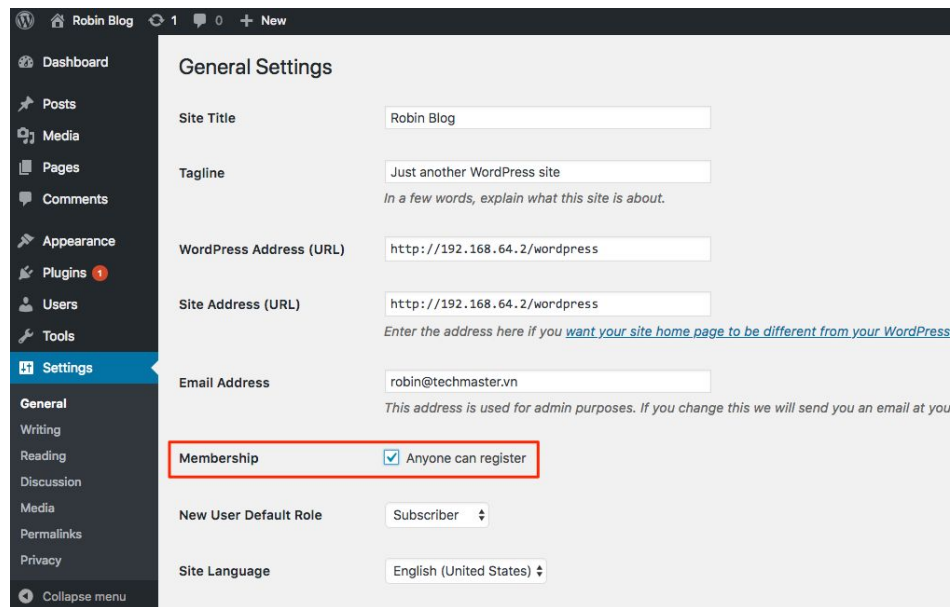 Robin Blog 1 0 + New
Dashboard
Posts
Media
Pages
Comments
Appearance
Plugins 1
Users
Tools
Settings
General
Writing
Reading
Discussion
Media
Permalinks
Privacy
Collapse menu
General Settings
Site Title Robin Blog
Tagline Just another WordPress site
In a few words, explain what this site is about.
WordPress Address (URL) http://192.168.64.2/wordpress
Site Address (URL) http://192.168.64.2/wordpress
Enter the address here if you want your site home page to be different from your WordPress
Email Address robin@techmaster.vn
This address is used for admin purposes. If you change this we will send you an email at you
Membership Anyone can register
New User Default Role Subscriber
Site Language English (United States)